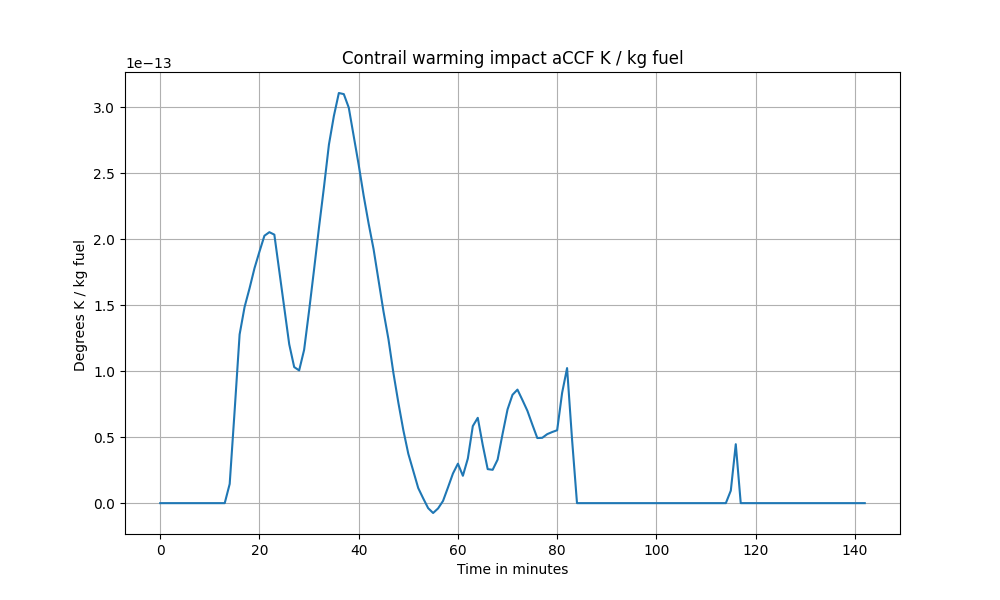 Contrail warming impact aCCF K / kg fuel
1e−13
3.0
2.5
2.0
1.5
1.0
0.5
0.0
Degrees K / kg fuel
0 20 40 60 80 100 120 140
Time in minutes